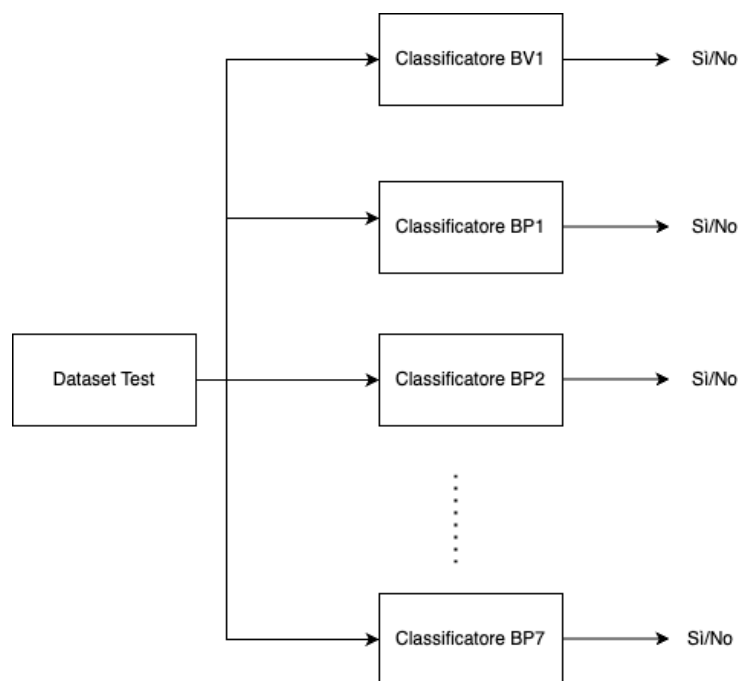 Classificatore BV1
Sì/No
Classificatore BP1
Sì/No
Dataset Test
Classificatore BP2
Sì/No
Classificatore BP7
Sì/No